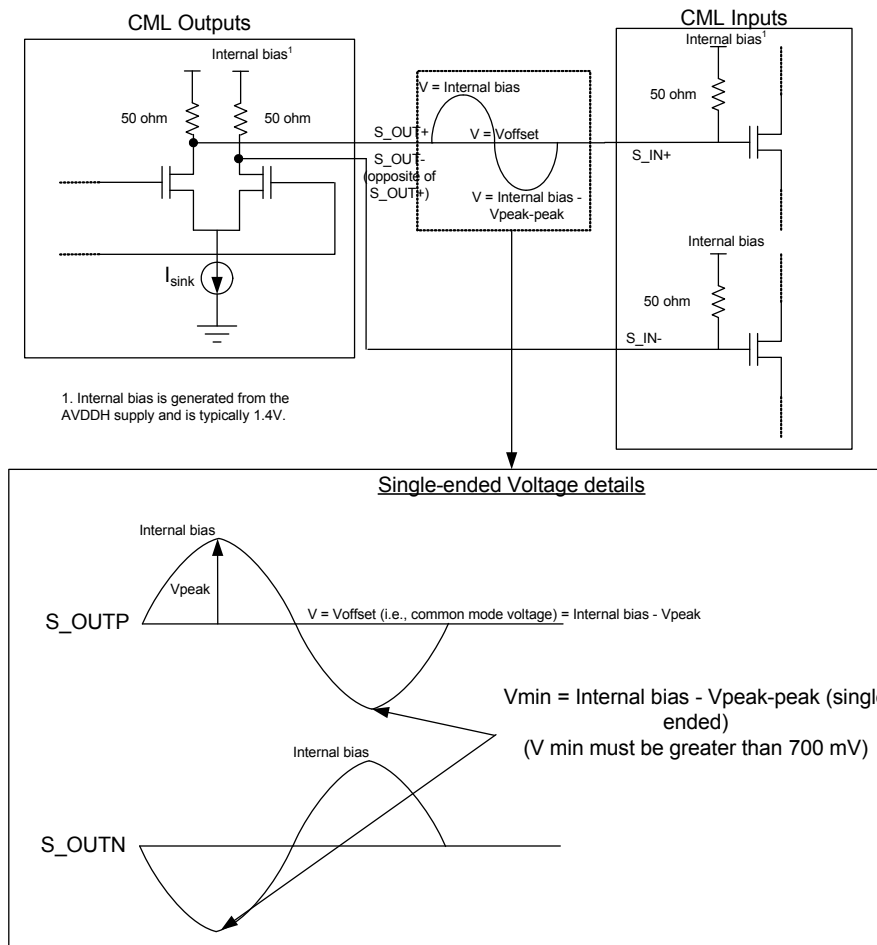 CML Outputs
CML Inputs
Internal bias1
Internal bias1
V = Internal bias
50 ohm
50 ohm
50 ohm
S_OUT+
V = Voffset
S_IN+
S_OUT-
(opposite of
S_OUT+)
V = Internal bias -
Vpeak-peak
Internal bias
Isink
50 ohm
S_IN-
1. Internal bias is generated from the
AVDDH supply and is typically 1.4V.
Single-ended Voltage details
Internal bias
Vpeak
V = Voffset (i.e., common mode voltage) = Internal bias - Vpeak
S_OUTP
Vmin = Internal bias - Vpeak-peak (single
ended)
(V min must be greater than 700 mV)
Internal bias
S_OUTN